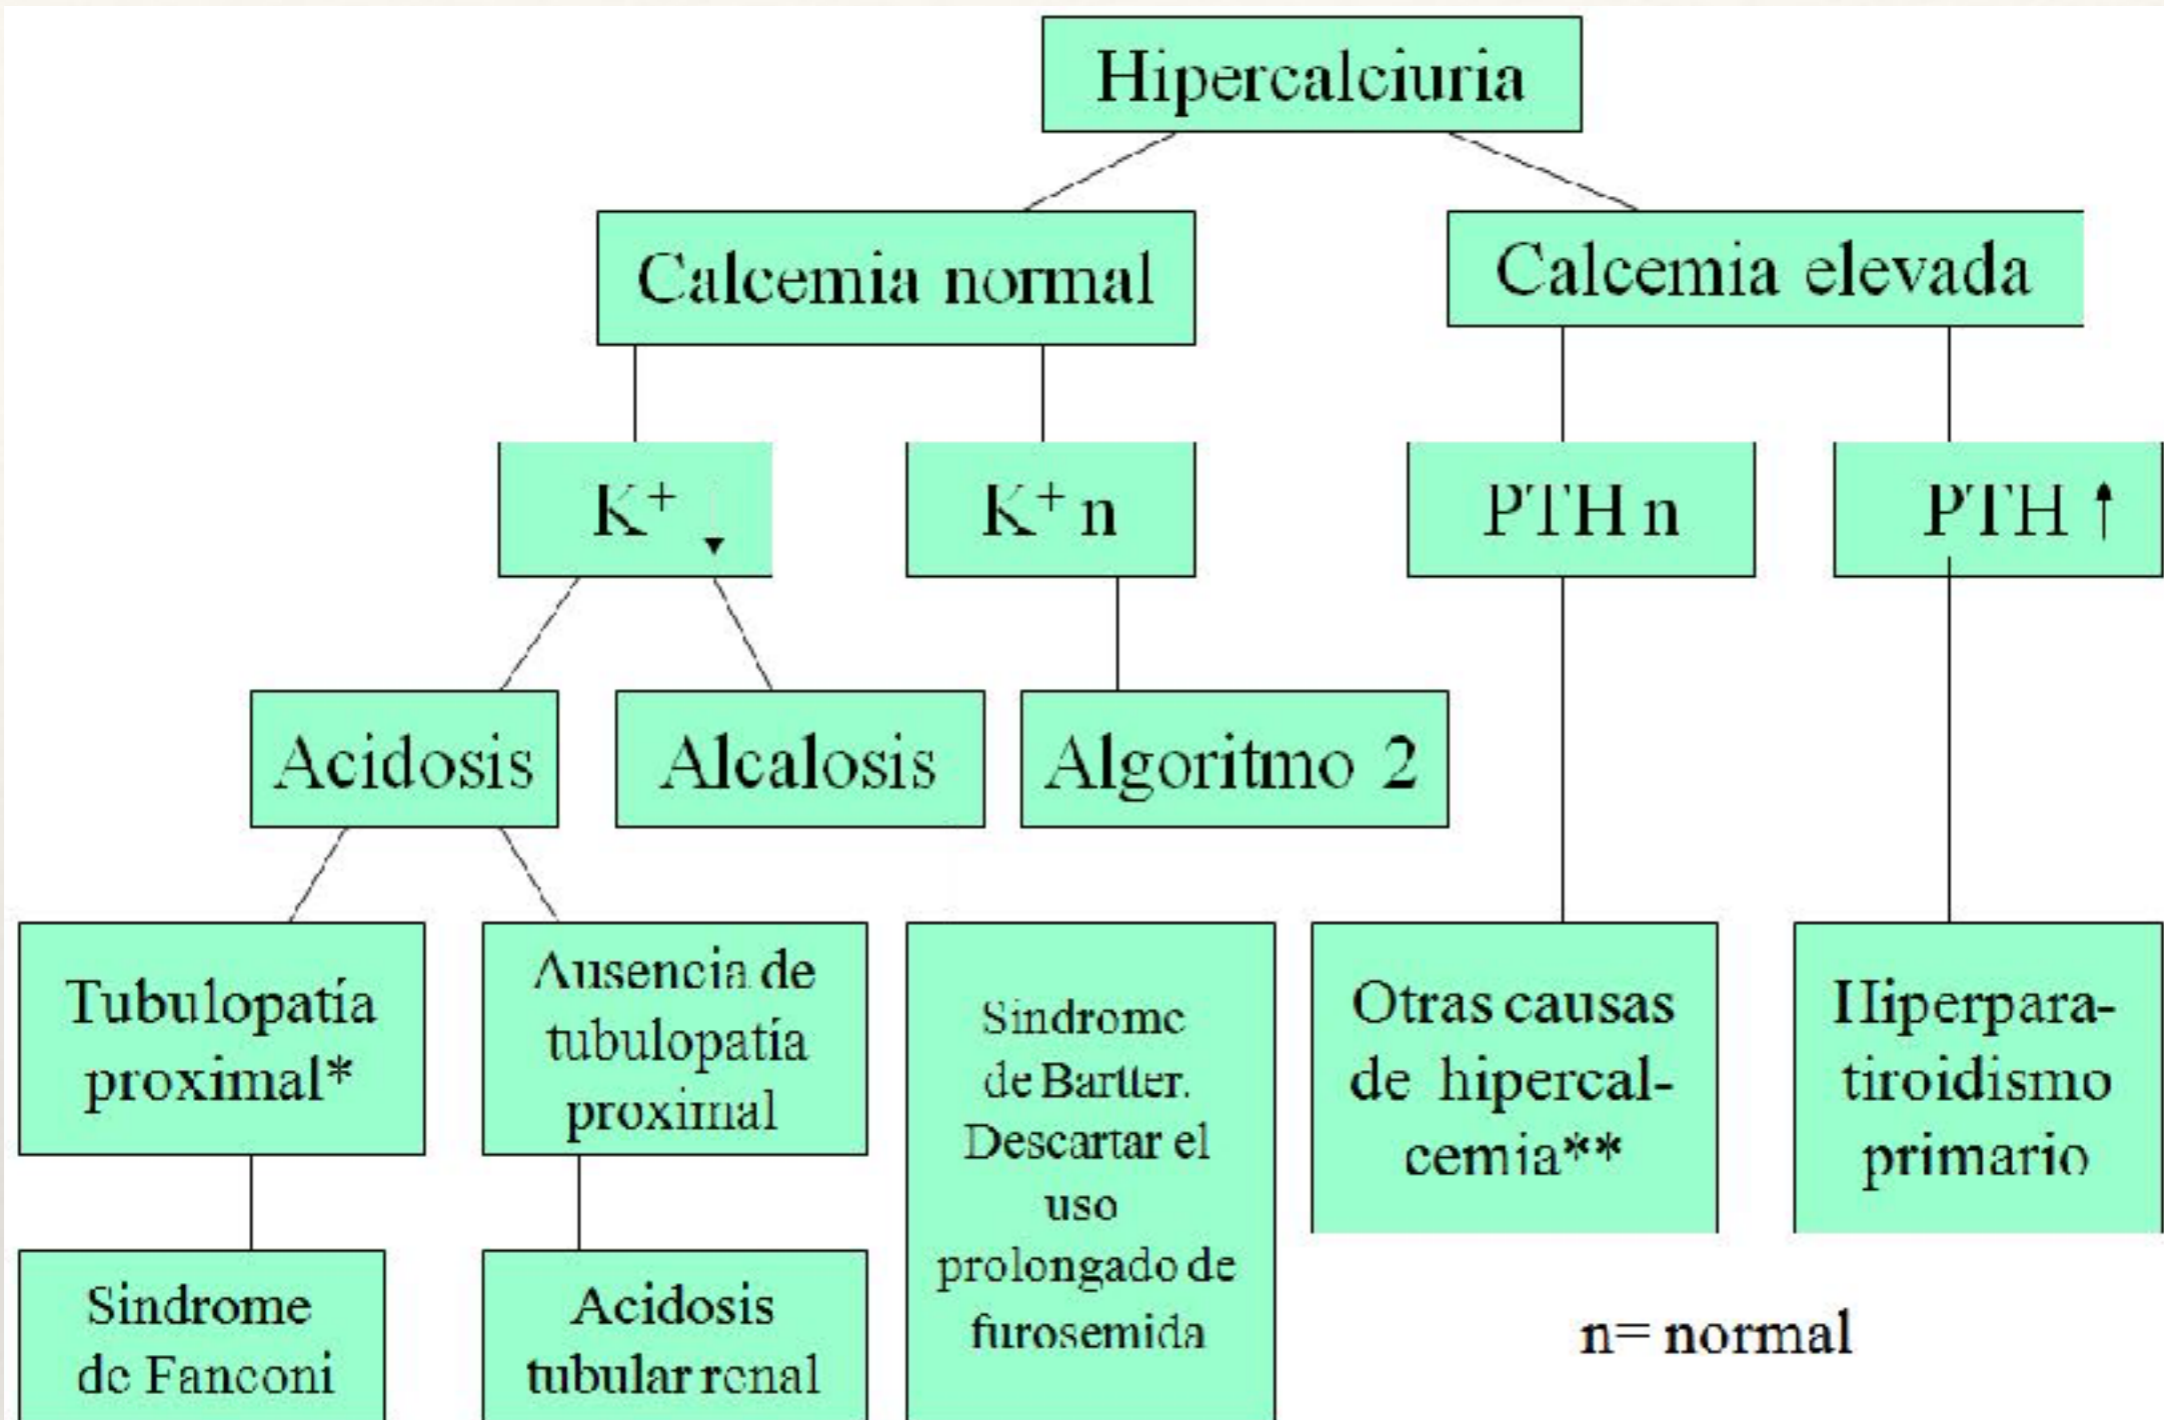 Hipercalciuria
Calcemia normal
Calcemia elevada
K⁺ ↓
K⁺ n
PTH n
PTH ↑
Acidosis
Alcalosis
Algoritmo 2
Tubulopatía
proximal*
Ausencia de
tubulopatía
proximal
Sindrome
de Bartter.
Descartar el
uso
prolongado de
furosemida
Otras causas
de hipercal-
cemia**
Hiperpara-
tiroidismo
primario
Sindrome
de Fanconi
Acidosis
tubular renal
n= normal